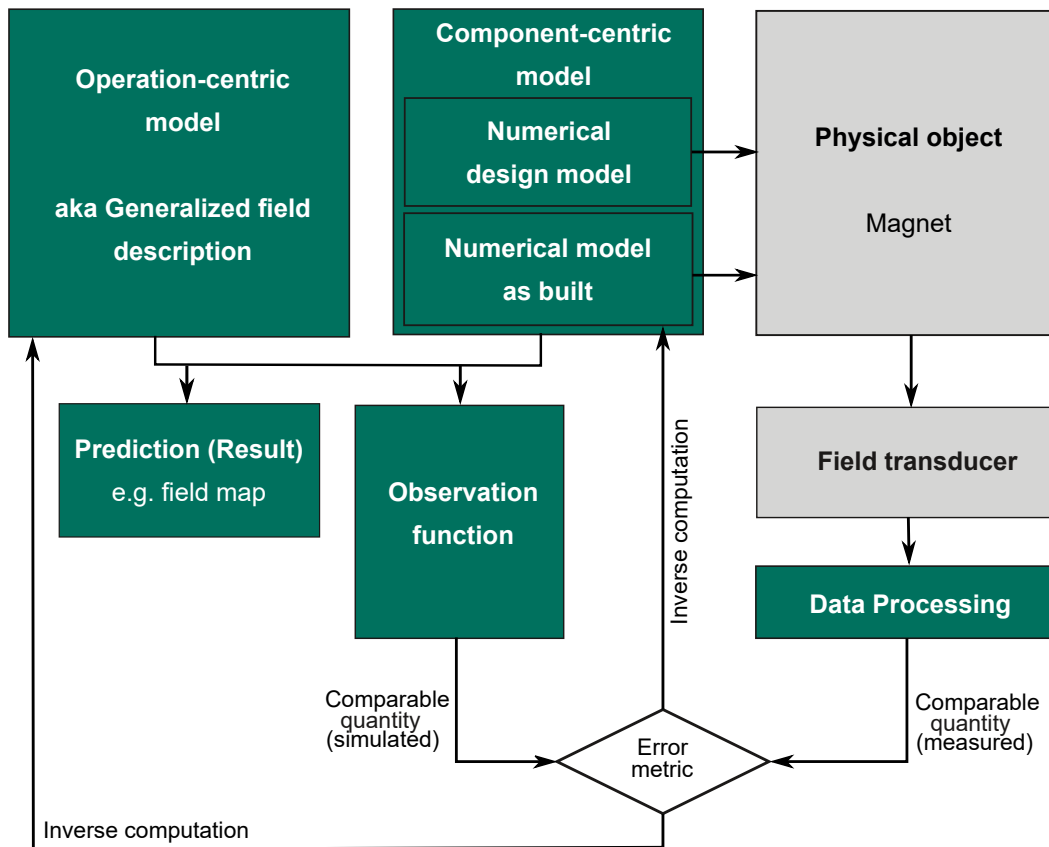 Operation-centric
model
aka Generalized field
description
Component-centric
model
Numerical
design model
Numerical model
as built
Physical object
Magnet
Prediction (Result)
e.g. field map
Observation
function
Inverse computation
Field transducer
Data Processing
Comparable
quantity
(simulated)
Error
metric
Comparable
quantity
(measured)
Inverse computation